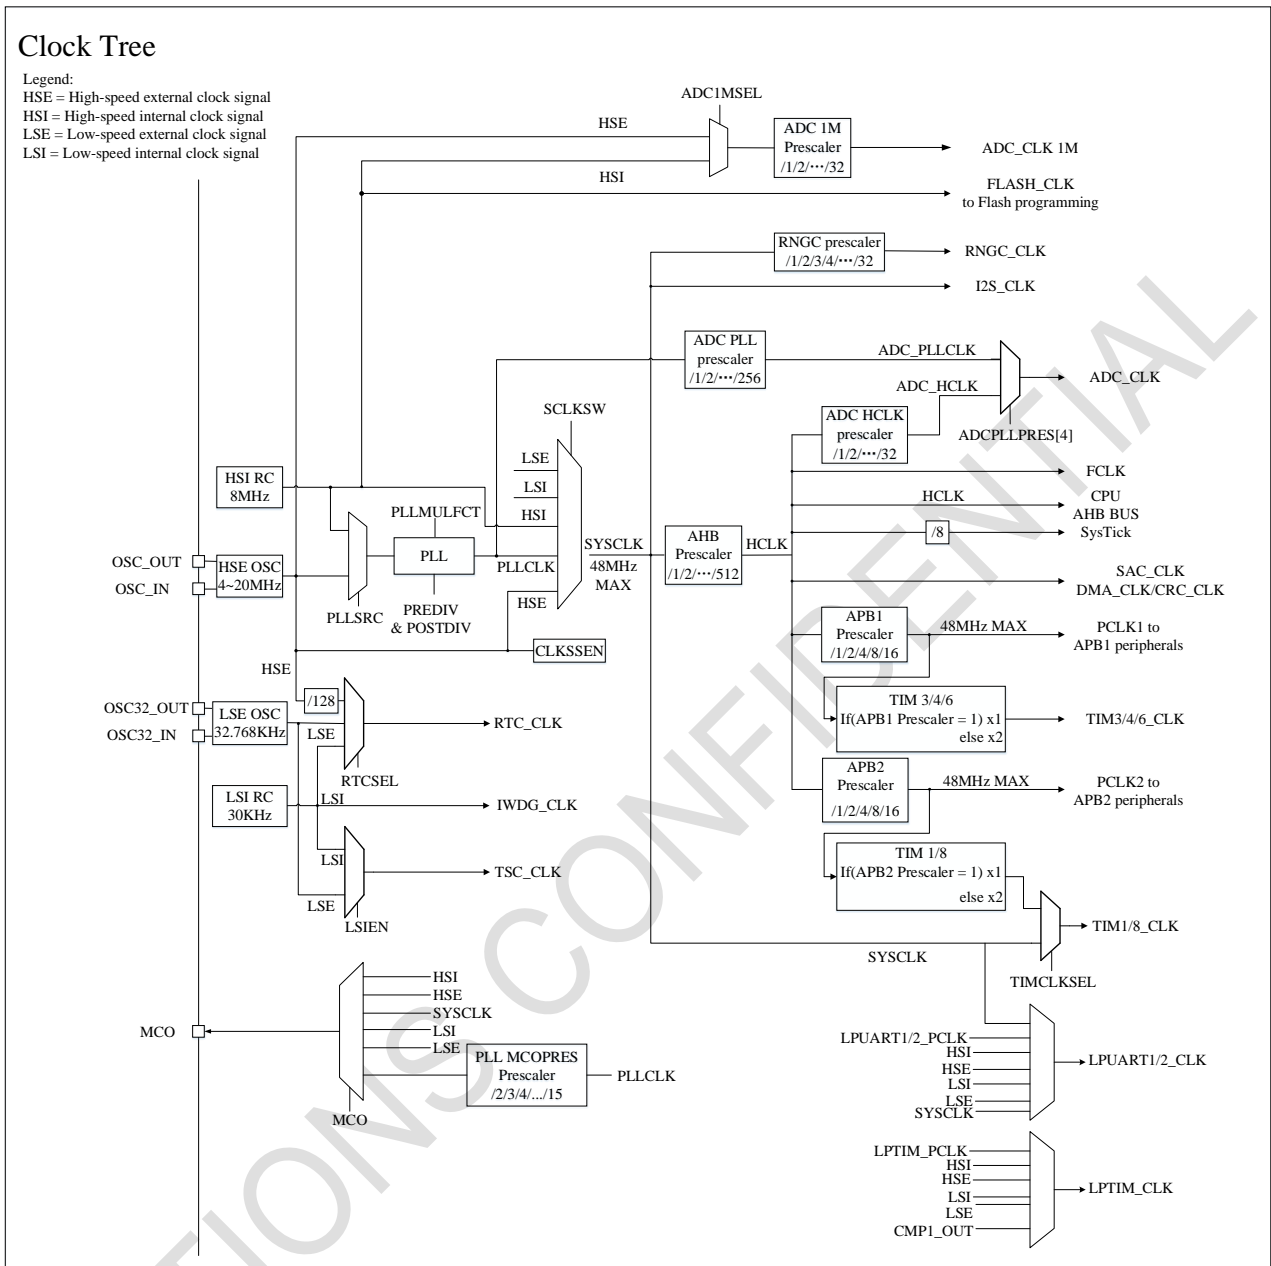 Clock Tree
Legend:
HSE = High-speed external clock signal
HSI = High-speed internal clock signal
LSE = Low-speed external clock signal
LSI = Low-speed internal clock signal
ADC1MSEL
HSE
ADC 1M
Prescaler
/1/2/···/32
ADC_CLK 1M
HSI
FLASH_CLK
to Flash programming
RNGC prescaler
/1/2/3/4/···/32
RNGC_CLK
I2S_CLK
ADC PLL
prescaler
/1/2/···/256
ADC_PLLCLK
ADC_HCLK
ADC_CLK
ADCPLLPRES[4]
ADC HCLK
prescaler
/1/2/···/32
SCLKSW
LSE
LSI
HSI
PLLCLK
HSE
HSI RC
8MHz
PLLMULFCT
PLL
PREDIV
& POSTDIV
PLLSRC
OSC_OUT
OSC_IN
HSE OSC
4~20MHz
SYSCLK
48MHz
MAX
AHB
Prescaler
/1/2/···/512
HCLK
FCLK
HCLK
CPU
AHB BUS
/8
SysTick
SAC_CLK
DMA_CLK/CRC_CLK
APB1
Prescaler
/1/2/4/8/16
48MHz MAX
PCLK1 to
APB1 peripherals
CLKSSEN
HSE
/128
OSC32_OUT
OSC32_IN
LSE OSC
32.768KHz
LSE
RTC_CLK
RTCSEL
TIM 3/4/6
If(APB1 Prescaler = 1) x1
else x2
TIM3/4/6_CLK
APB2
Prescaler
/1/2/4/8/16
48MHz MAX
PCLK2 to
APB2 peripherals
LSI RC
30KHz
LSI
IWDG_CLK
LSI
LSE
TSC_CLK
LSIEN
TIM 1/8
If(APB2 Prescaler = 1) x1
else x2
TIM1/8_CLK
TIMCLKSEL
SYSCLK
MCO
HSI
HSE
SYSCLK
LSI
LSE
PLL MCOPRES
Prescaler
/2/3/4/.../15
PLLCLK
MCO
LPUART1/2_PCLK
HSI
HSE
LSI
LSE
SYSCLK
LPUART1/2_CLK
LPTIM_PCLK
HSI
HSE
LSI
LSE
CMP1_OUT
LPTIM_CLK
TIONS CONFIDENTIAL